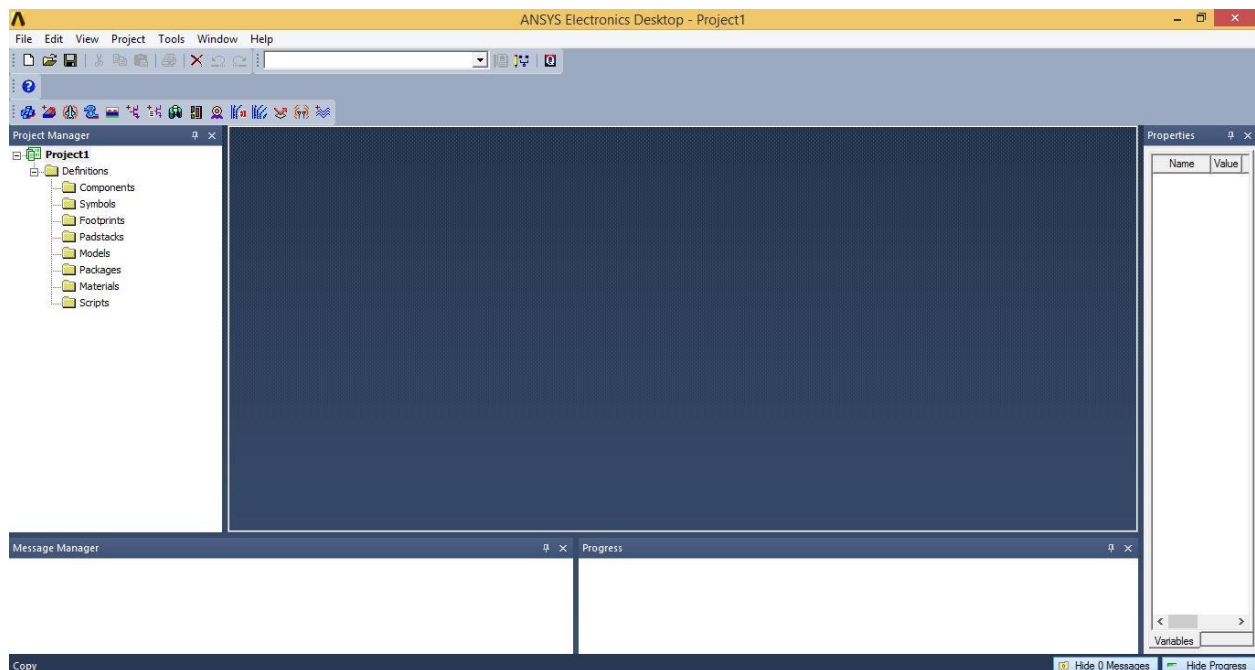 ANSYS Electronics Desktop - Project1
File Edit View Project Tools Window Help
Project Manager
Project1
Definitions
Components
Symbols
Footprints
Padstacks
Models
Packages
Materials
Scripts
Properties
Name Value
Variables
Message Manager
Progress
Copy
Hide 0 Messages Hide Progress